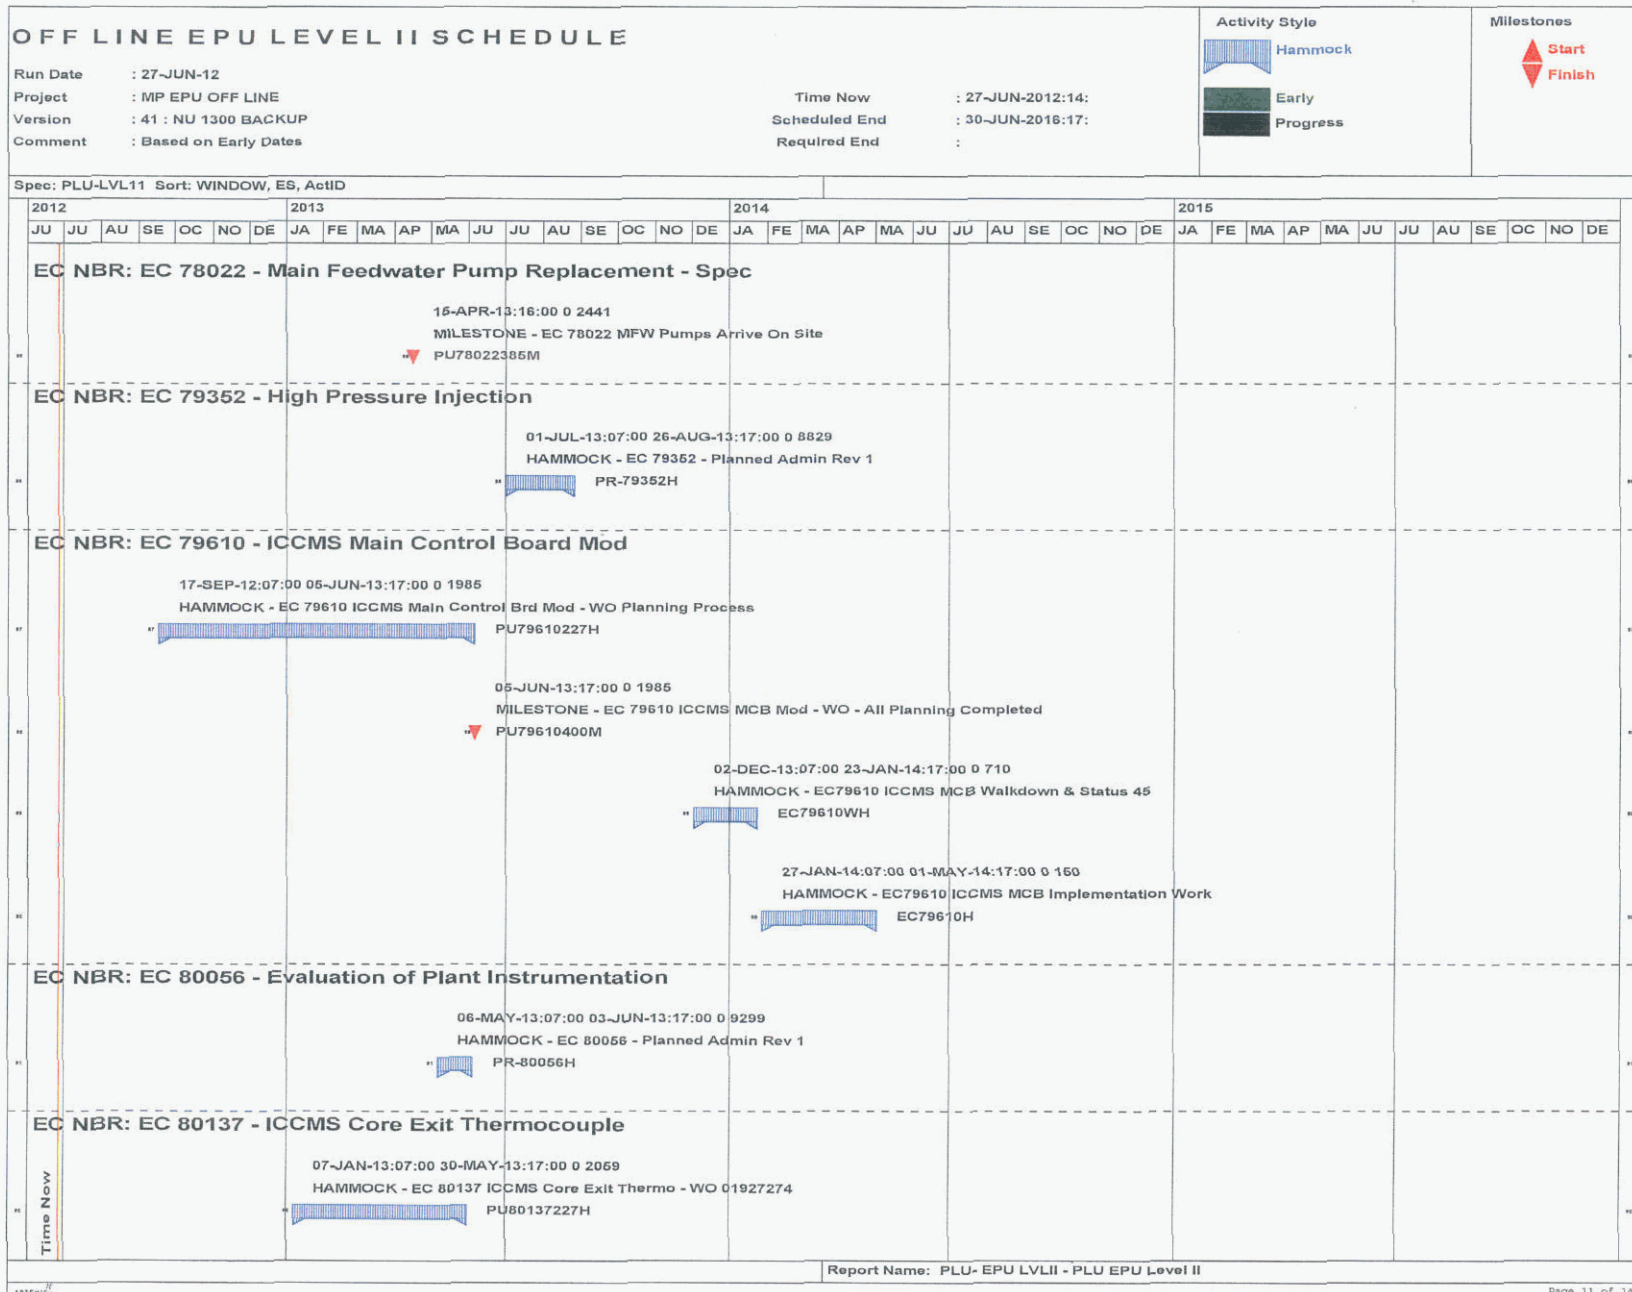 OFF LINE EPU LEVEL II SCHEDULE
Run Date : 27-JUN-12
Project : MP EPU OFF LINE
Version : 41 : NU 1300 BACKUP
Comment : Based on Early Dates
Time Now : 27-JUN-2012:14:
Scheduled End : 30-JUN-2016:17:
Required End :
Activity Style
Hammock
Early
Progress
Milestones
Start
Finish
Spec: PLU-LVL11 Sort: WINDOW, ES, ActID
2012 2013 2014 2015
JU JU AU SE OC NO DE JA FE MA AP MA JU JU AU SE OC NO DE JA FE MA AP MA JU JU AU SE OC NO DE JA FE MA AP MA JU JU AU SE OC NO DE
EC NBR: EC 78022 - Main Feedwater Pump Replacement - Spec
15-APR-13:16:00 0 2441
MILESTONE - EC 78022 MFW Pumps Arrive On Site
PU78022385M
EC NBR: EC 79352 - High Pressure Injection
01-JUL-13:07:00 26-AUG-13:17:00 0 8829
HAMMOCK - EC 79352 - Planned Admin Rev 1
PR-79352H
EC NBR: EC 79610 - ICCMS Main Control Board Mod
17-SEP-12:07:00 05-JUN-13:17:00 0 1985
HAMMOCK - EC 79610 ICCMS Main Control Brd Mod - WO Planning Process
PU79610227H
05-JUN-13:17:00 0 1985
MILESTONE - EC 79610 ICCMS MCB Mod - WO - All Planning Completed
PU79610400M
02-DEC-13:07:00 23-JAN-14:17:00 0 710
HAMMOCK - EC79610 ICCMS MCB Walkdown & Status 45
EC79610WH
27-JAN-14:07:00 01-MAY-14:17:00 0 150
HAMMOCK - EC79610 ICCMS MCB Implementation Work
EC79610H
EC NBR: EC 80056 - Evaluation of Plant Instrumentation
06-MAY-13:07:00 03-JUN-13:17:00 0 9299
HAMMOCK - EC 80056 - Planned Admin Rev 1
PR-80056H
EC NBR: EC 80137 - ICCMS Core Exit Thermocouple
07-JAN-13:07:00 30-MAY-13:17:00 0 2059
HAMMOCK - EC 80137 ICCMS Core Exit Thermo - WO 01927274
PU80137227H
Time Now
Report Name: PLU- EPU LVLII - PLU EPU Level II
Page 11 of 14